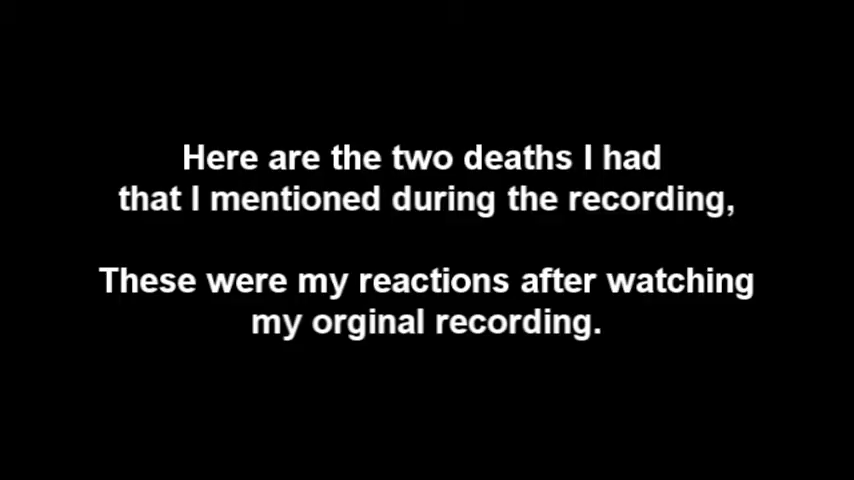 Here are the two deaths I had
that I mentioned during the recording,
These were my reactions after watching
my orginal recording.